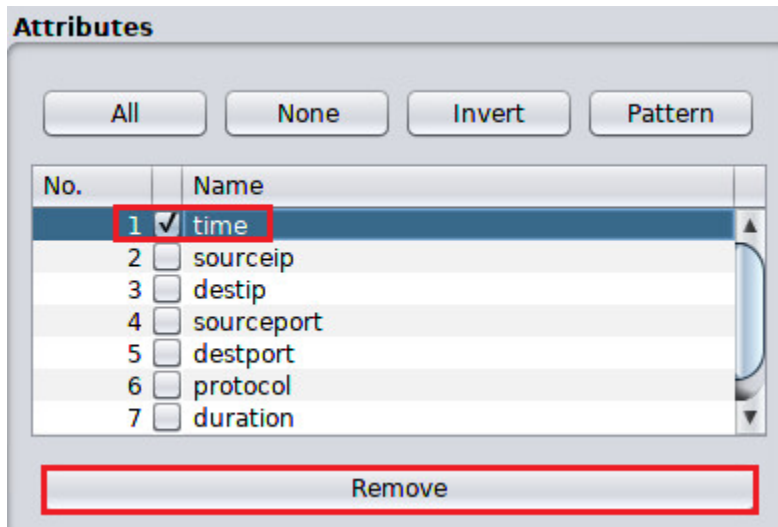 Attributes
All None Invert Pattern
No. Name
1 time
2 sourceip
3 destip
4 sourceport
5 destport
6 protocol
7 duration
Remove